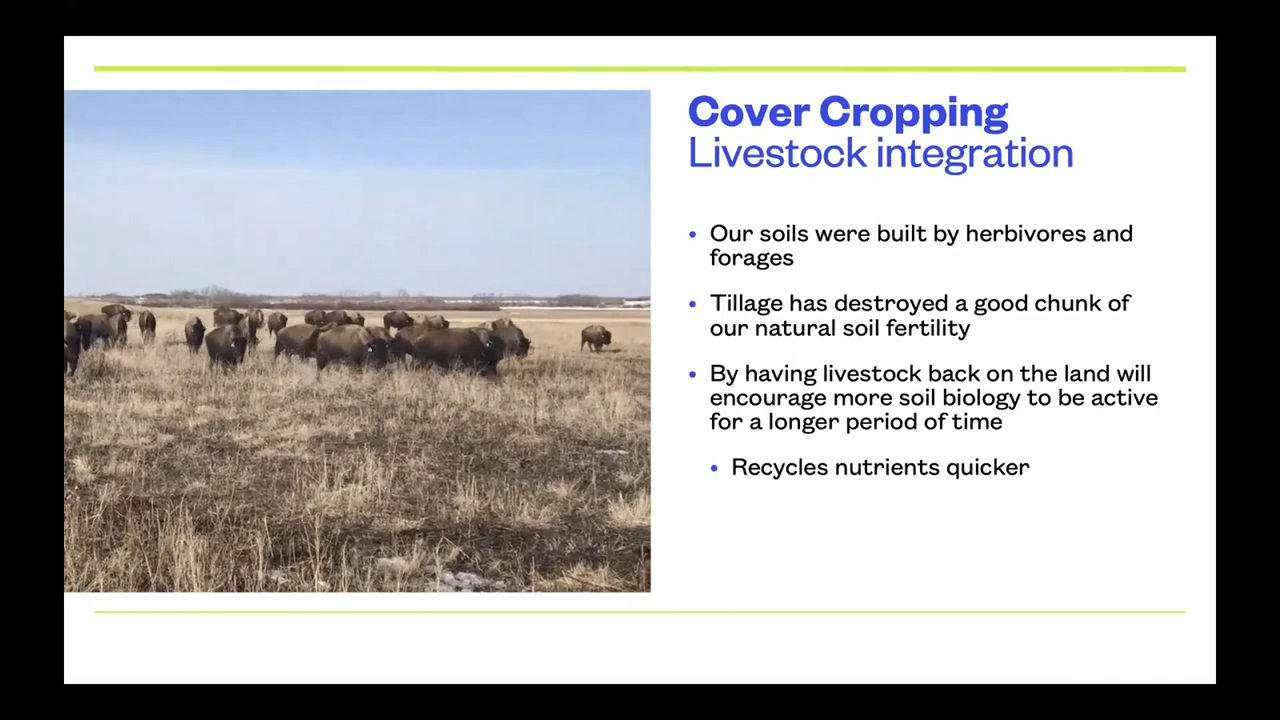 Cover Cropping
Livestock integration
• Our soils were built by herbivores and
forages
• Tillage has destroyed a good chunk of
our natural soil fertility
• By having livestock back on the land will
encourage more soil biology to be active
for a longer period of time
• Recycles nutrients quicker